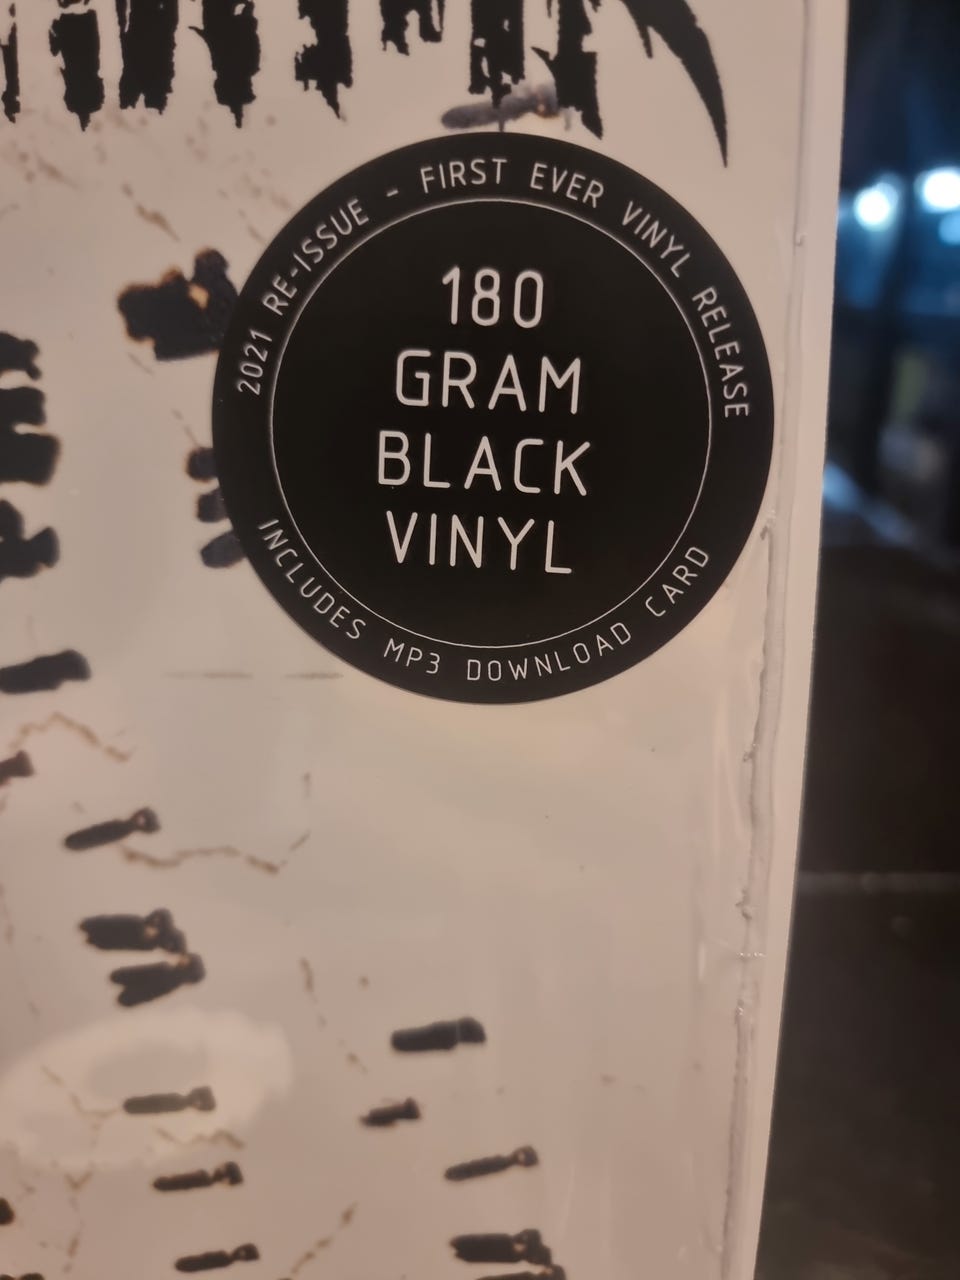 2021 RE-ISSUE - FIRST EVER VINYL RELEASE
180
GRAM
BLACK
VINYL
INCLUDES MP3 DOWNLOAD CARD